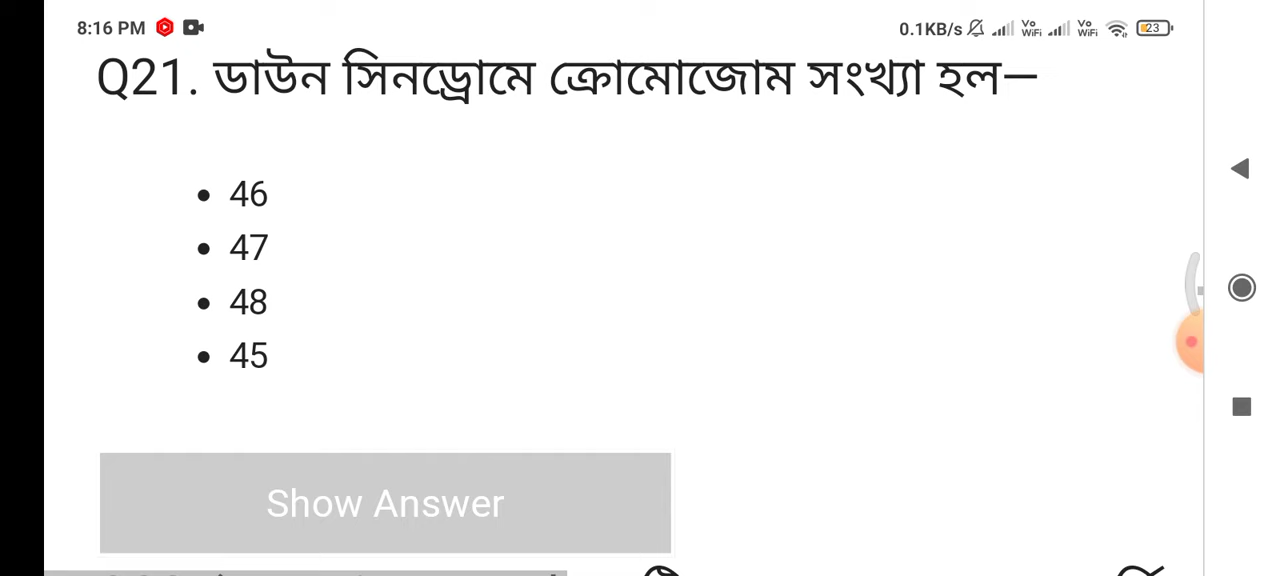 8:16 PM 0.1KB/s Vo WiFi Vo WiFi 23
Q21. ডাউন সিনড্রোমে ক্রোমোজোম সংখ্যা হল—
• 46
• 47
• 48
• 45
Show Answer